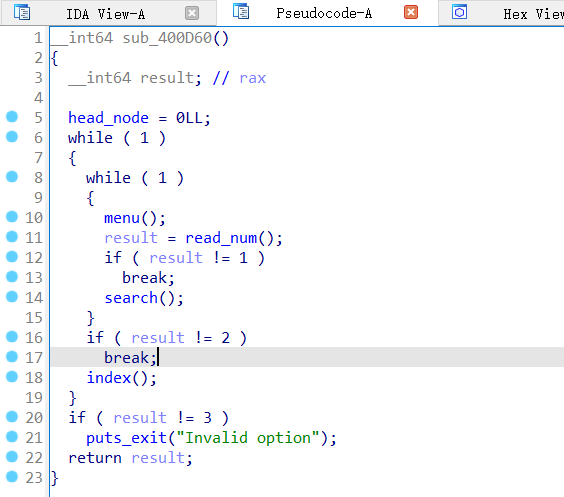 IDA View-A Pseudocode-A Hex View
1 __int64 sub_400D60()
2 {
3 __int64 result; // rax
4
5 head_node = 0LL;
6 while ( 1 )
7 {
8 while ( 1 )
9 {
10 menu();
11 result = read_num();
12 if ( result != 1 )
13 break;
14 search();
15 }
16 if ( result != 2 )
17 break;
18 index();
19 }
20 if ( result != 3 )
21 puts_exit("Invalid option");
22 return result;
23 }